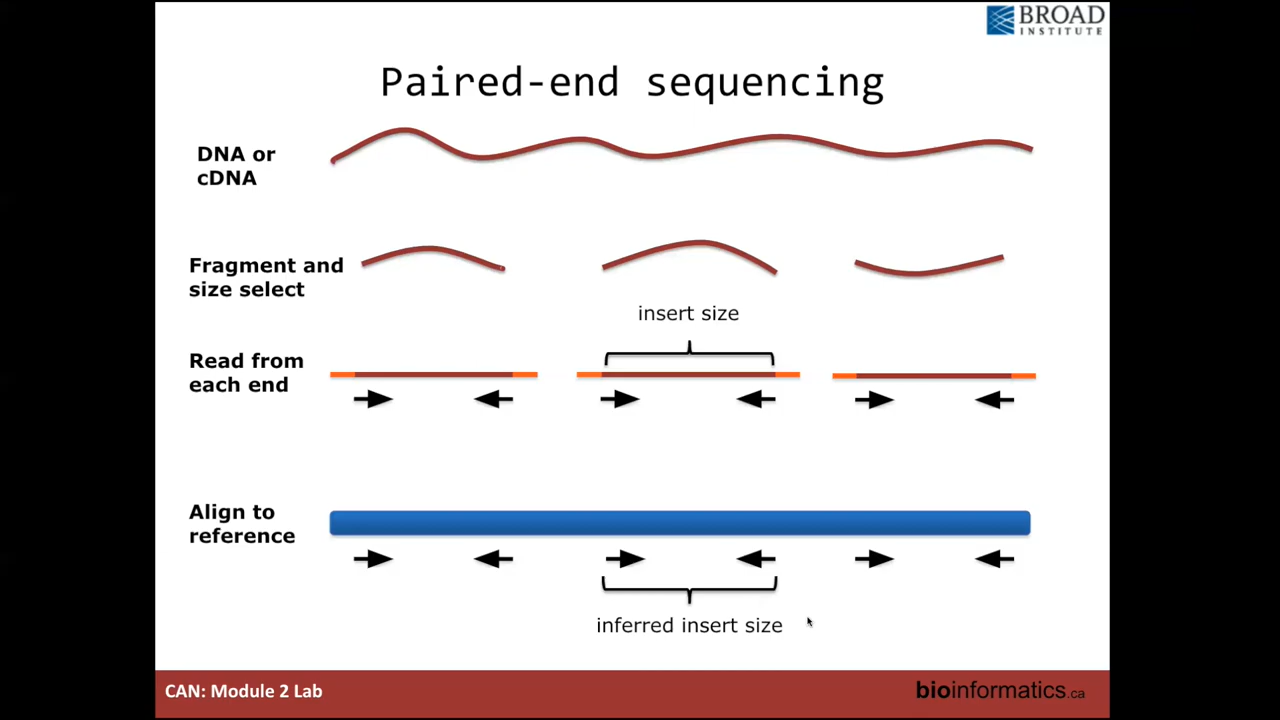 BROAD
INSTITUTE
Paired-end sequencing
DNA or
cDNA
Fragment and
size select
insert size
Read from
each end
Align to
reference
inferred insert size
CAN: Module 2 Lab
bioinformatics.ca